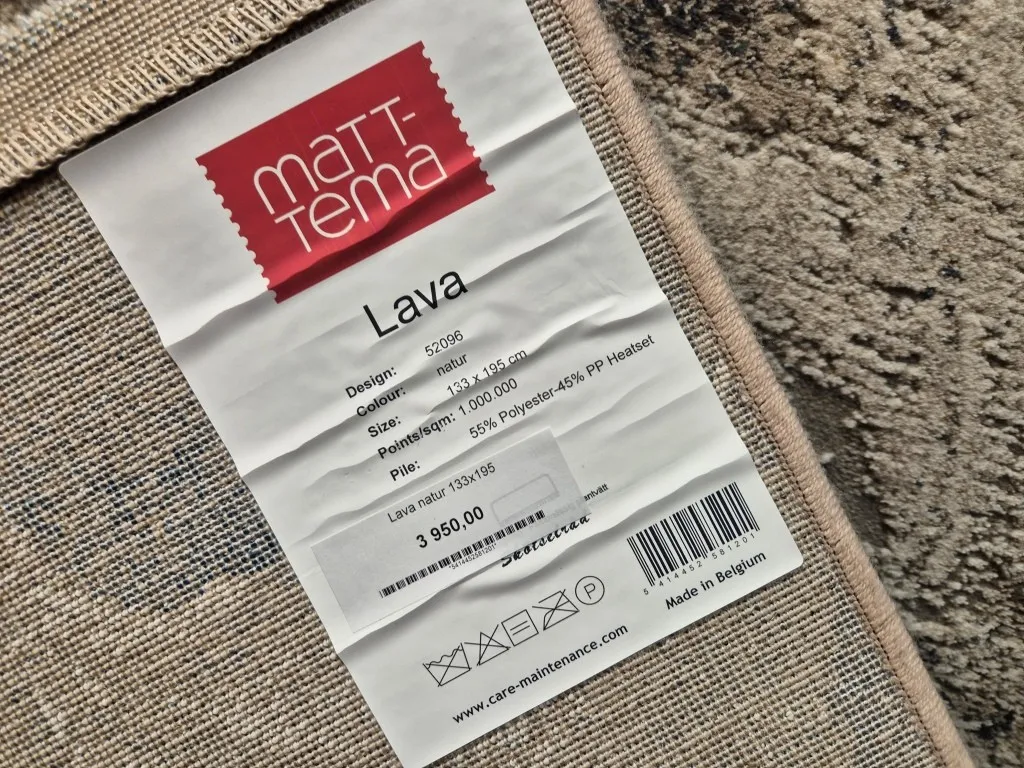 maTT-
Tema
Lava
Design: 52096
Colour: natur
Size: 133 x 195 cm
Points/sqm: 1.000.000
Pile: 55% Polyester-45% PP Heatset
Lava natur 133x195
3 950,00
*5414452581201*
Skötselråd
5 414452 581201
Made in Belgium
P
www.care-maintenance.com